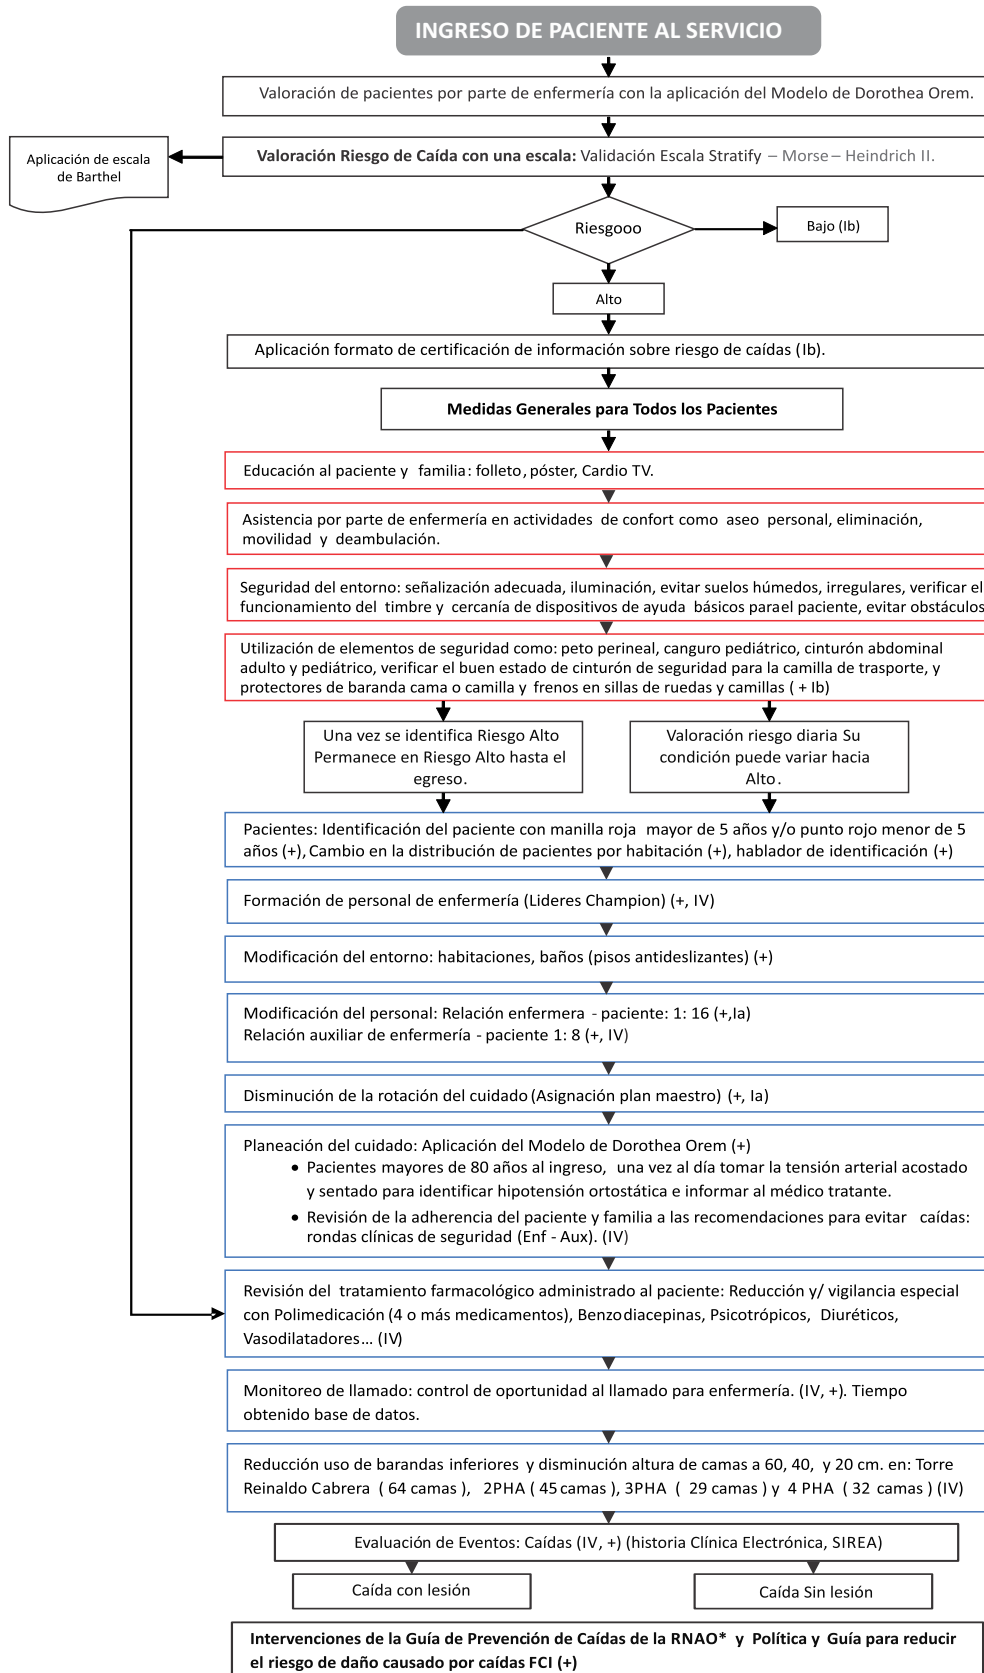 INGRESO DE PACIENTE AL SERVICIO
Valoración de pacientes por parte de enfermería con la aplicación del Modelo de Dorothea Orem.
Aplicación de escala
de Barthel
Valoración Riesgo de Caída con una escala: Validación Escala Stratify – Morse – Heindrich II.
Riesgooo
Bajo (Ib)
Alto
Aplicación formato de certificación de información sobre riesgo de caídas (Ib).
Medidas Generales para Todos los Pacientes
Educación al paciente y familia: folleto, póster, Cardio TV.
Asistencia por parte de enfermería en actividades de confort como aseo personal, eliminación,
movilidad y deambulación.
Seguridad del entorno: señalización adecuada, iluminación, evitar suelos húmedos, irregulares, verificar el
funcionamiento del timbre y cercanía de dispositivos de ayuda básicos parael paciente, evitar obstáculos
Utilización de elementos de seguridad como: peto perineal, canguro pediátrico, cinturón abdominal
adulto y pediátrico, verificar el buen estado de cinturón de seguridad para la camilla de trasporte, y
protectores de baranda cama o camilla y frenos en sillas de ruedas y camillas ( + Ib)
Una vez se identifica Riesgo Alto
Permanece en Riesgo Alto hasta el
egreso.
Valoración riesgo diaria Su
condición puede variar hacia
Alto.
Pacientes: Identificación del paciente con manilla roja mayor de 5 años y/o punto rojo menor de 5
años (+), Cambio en la distribución de pacientes por habitación (+), hablador de identificación (+)
Formación de personal de enfermería (Lideres Champion) (+, IV)
Modificación del entorno: habitaciones, baños (pisos antideslizantes) (+)
Modificación del personal: Relación enfermera - paciente: 1: 16 (+,Ia)
Relación auxiliar de enfermería - paciente 1: 8 (+, IV)
Disminución de la rotación del cuidado (Asignación plan maestro) (+, Ia)
Planeación del cuidado: Aplicación del Modelo de Dorothea Orem (+)
• Pacientes mayores de 80 años al ingreso, una vez al día tomar la tensión arterial acostado
y sentado para identificar hipotensión ortostática e informar al médico tratante.
• Revisión de la adherencia del paciente y familia a las recomendaciones para evitar caídas:
rondas clínicas de seguridad (Enf - Aux). (IV)
Revisión del tratamiento farmacológico administrado al paciente: Reducción y/ vigilancia especial
con Polimedicación (4 o más medicamentos), Benzodiacepinas, Psicotrópicos, Diuréticos,
Vasodilatadores... (IV)
Monitoreo de llamado: control de oportunidad al llamado para enfermería. (IV, +). Tiempo
obtenido base de datos.
Reducción uso de barandas inferiores y disminución altura de camas a 60, 40, y 20 cm. en: Torre
Reinaldo Cabrera ( 64 camas ), 2PHA ( 45 camas ), 3PHA ( 29 camas ) y 4 PHA ( 32 camas ) (IV)
Evaluación de Eventos: Caídas (IV, +) (historia Clínica Electrónica, SIREA)
Caída con lesión
Caída Sin lesión
Intervenciones de la Guía de Prevención de Caídas de la RNAO* y Política y Guía para reducir
el riesgo de daño causado por caídas FCI (+)